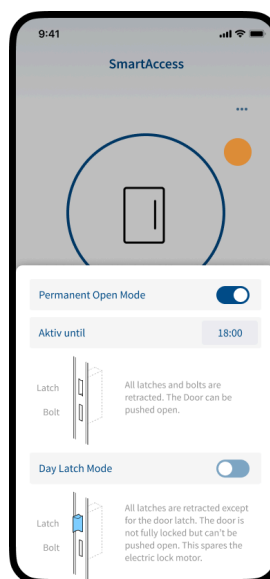 9:41
SmartAccess
Permanent Open Mode
Aktiv until 18:00
Latch
Bolt
All latches and bolts are
retracted. The Door can be
pushed open.
Day Latch Mode
Latch
Bolt
All latches are retracted except
for the door latch. The door is
not fully locked but can't be
pushed open. This spares the
electric lock motor.